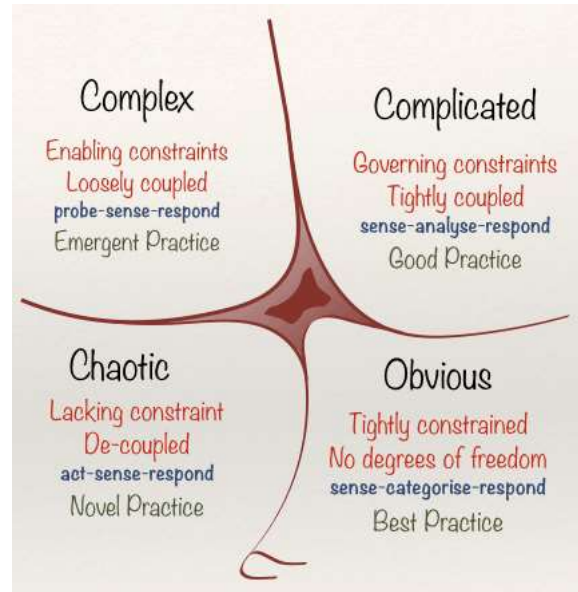 Complex
Enabling constraints
Loosely coupled
probe-sense-respond
Emergent Practice
Complicated
Governing constraints
Tightly coupled
sense-analyse-respond
Good Practice
Chaotic
Lacking constraint
De-coupled
act-sense-respond
Novel Practice
Obvious
Tightly constrained
No degrees of freedom
sense-categorise-respond
Best Practice